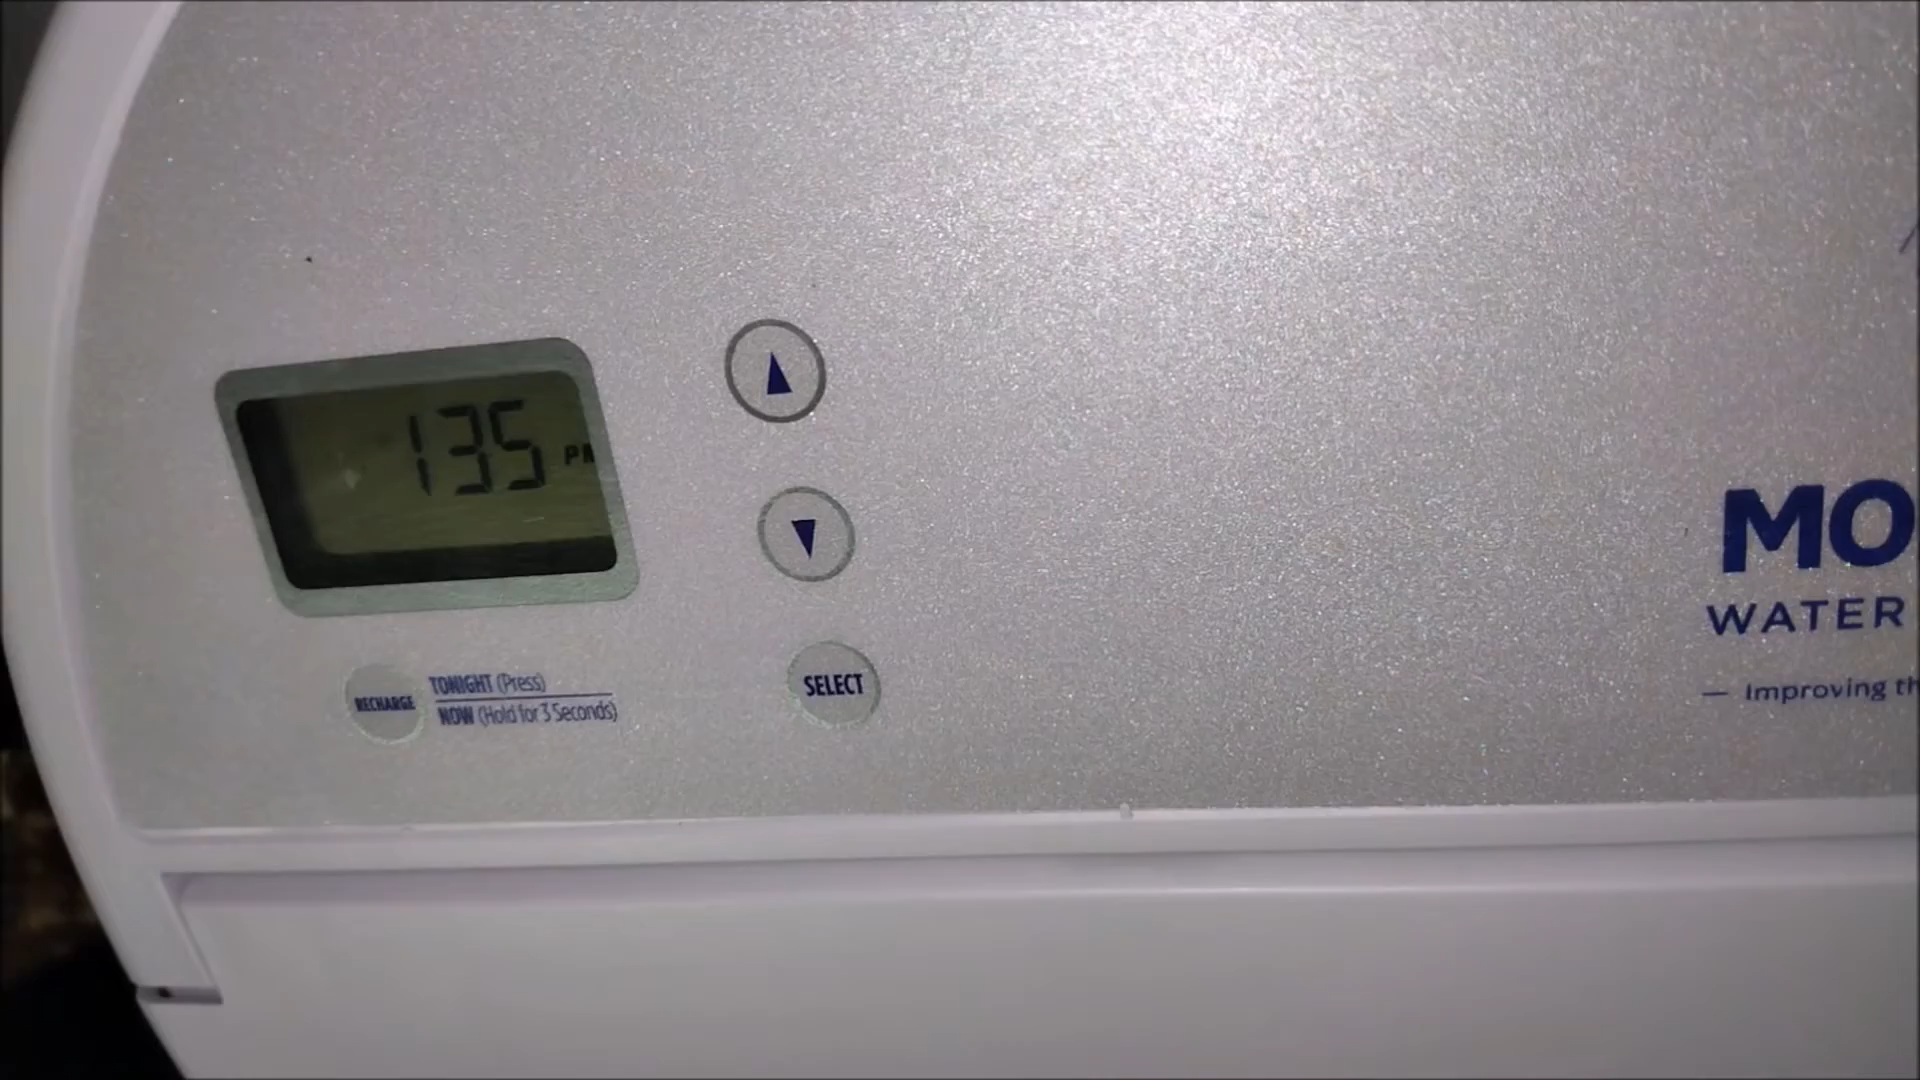 135 PM
RECHARGE
TONIGHT (Press)
NOW (Hold for 3 Seconds)
SELECT
MO
WATER
— Improving th